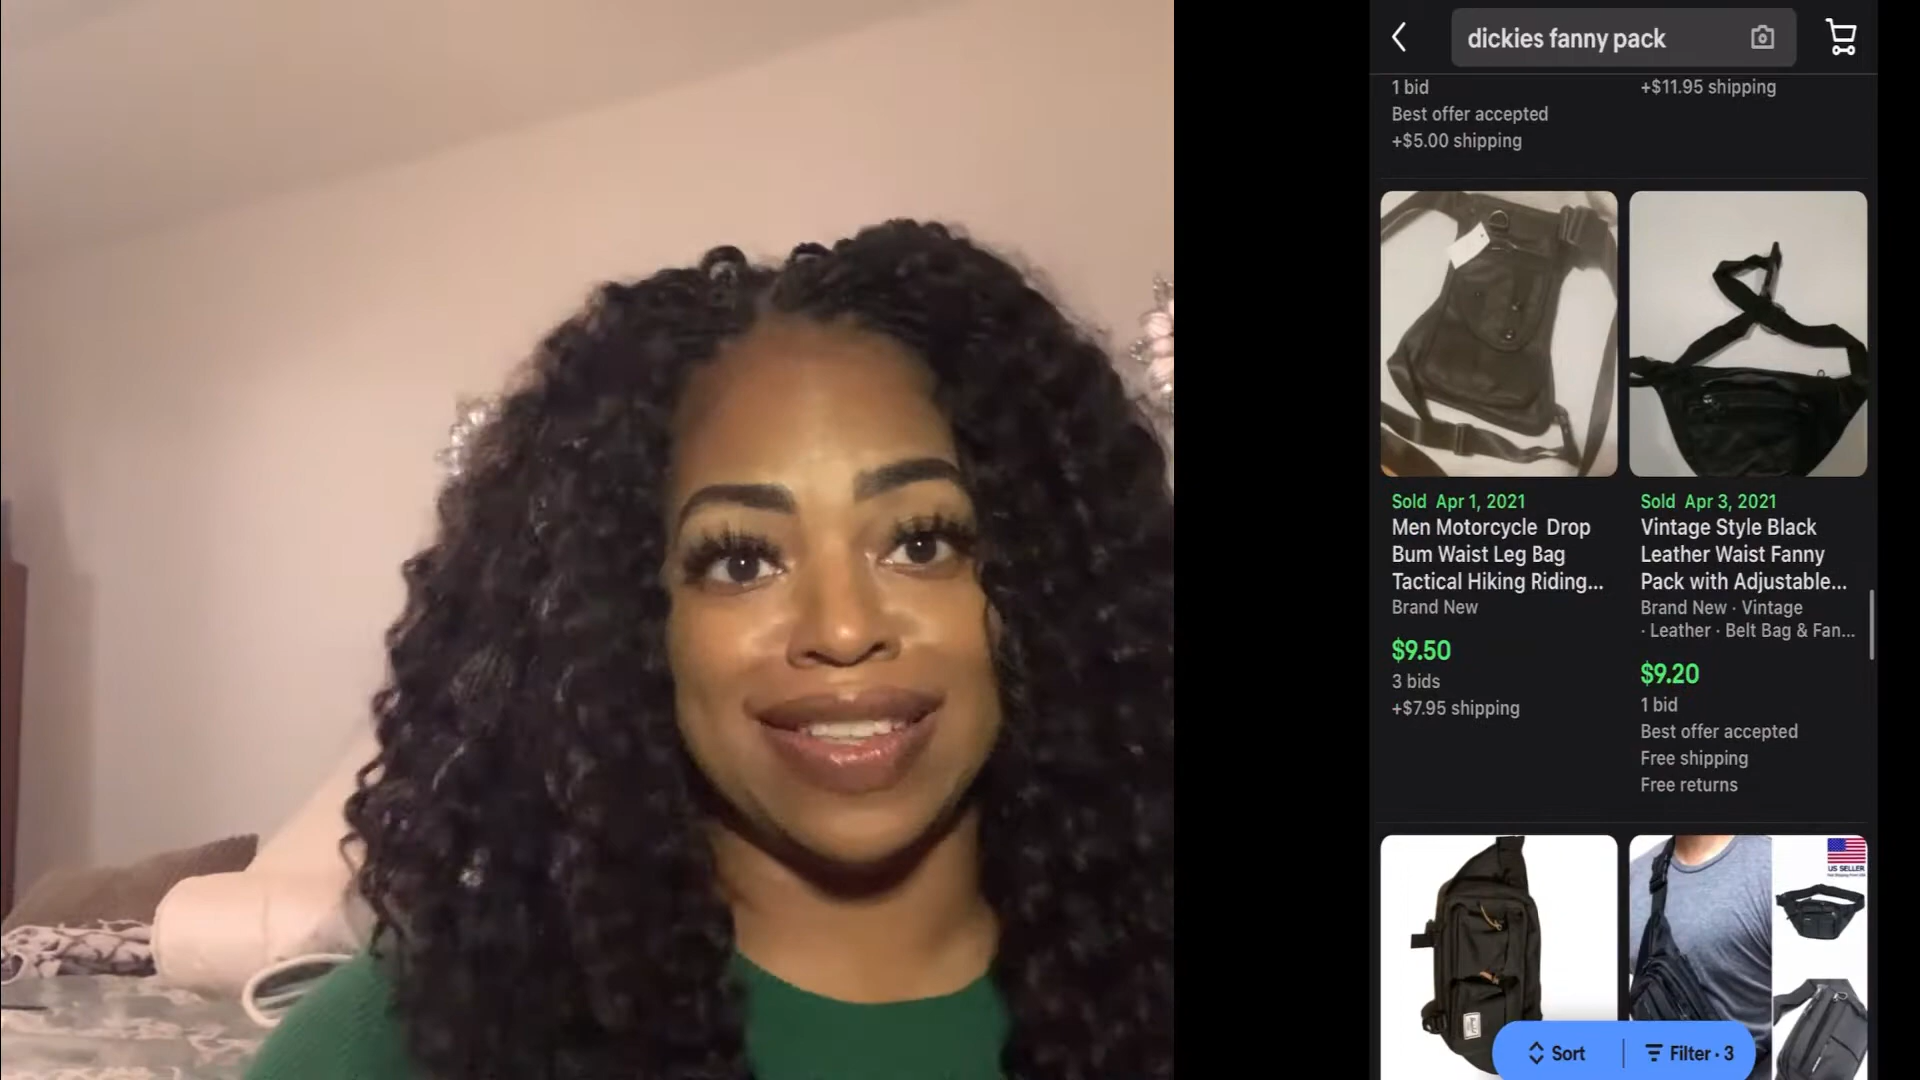 dickies fanny pack
1 bid
Best offer accepted
+$5.00 shipping
+$11.95 shipping
Sold Apr 1, 2021
Men Motorcycle Drop
Bum Waist Leg Bag
Tactical Hiking Riding...
Brand New
$9.50
3 bids
+$7.95 shipping
Sold Apr 3, 2021
Vintage Style Black
Leather Waist Fanny
Pack with Adjustable...
Brand New · Vintage
· Leather · Belt Bag & Fan...
$9.20
1 bid
Best offer accepted
Free shipping
Free returns
US SELLER
Sort
Filter · 3